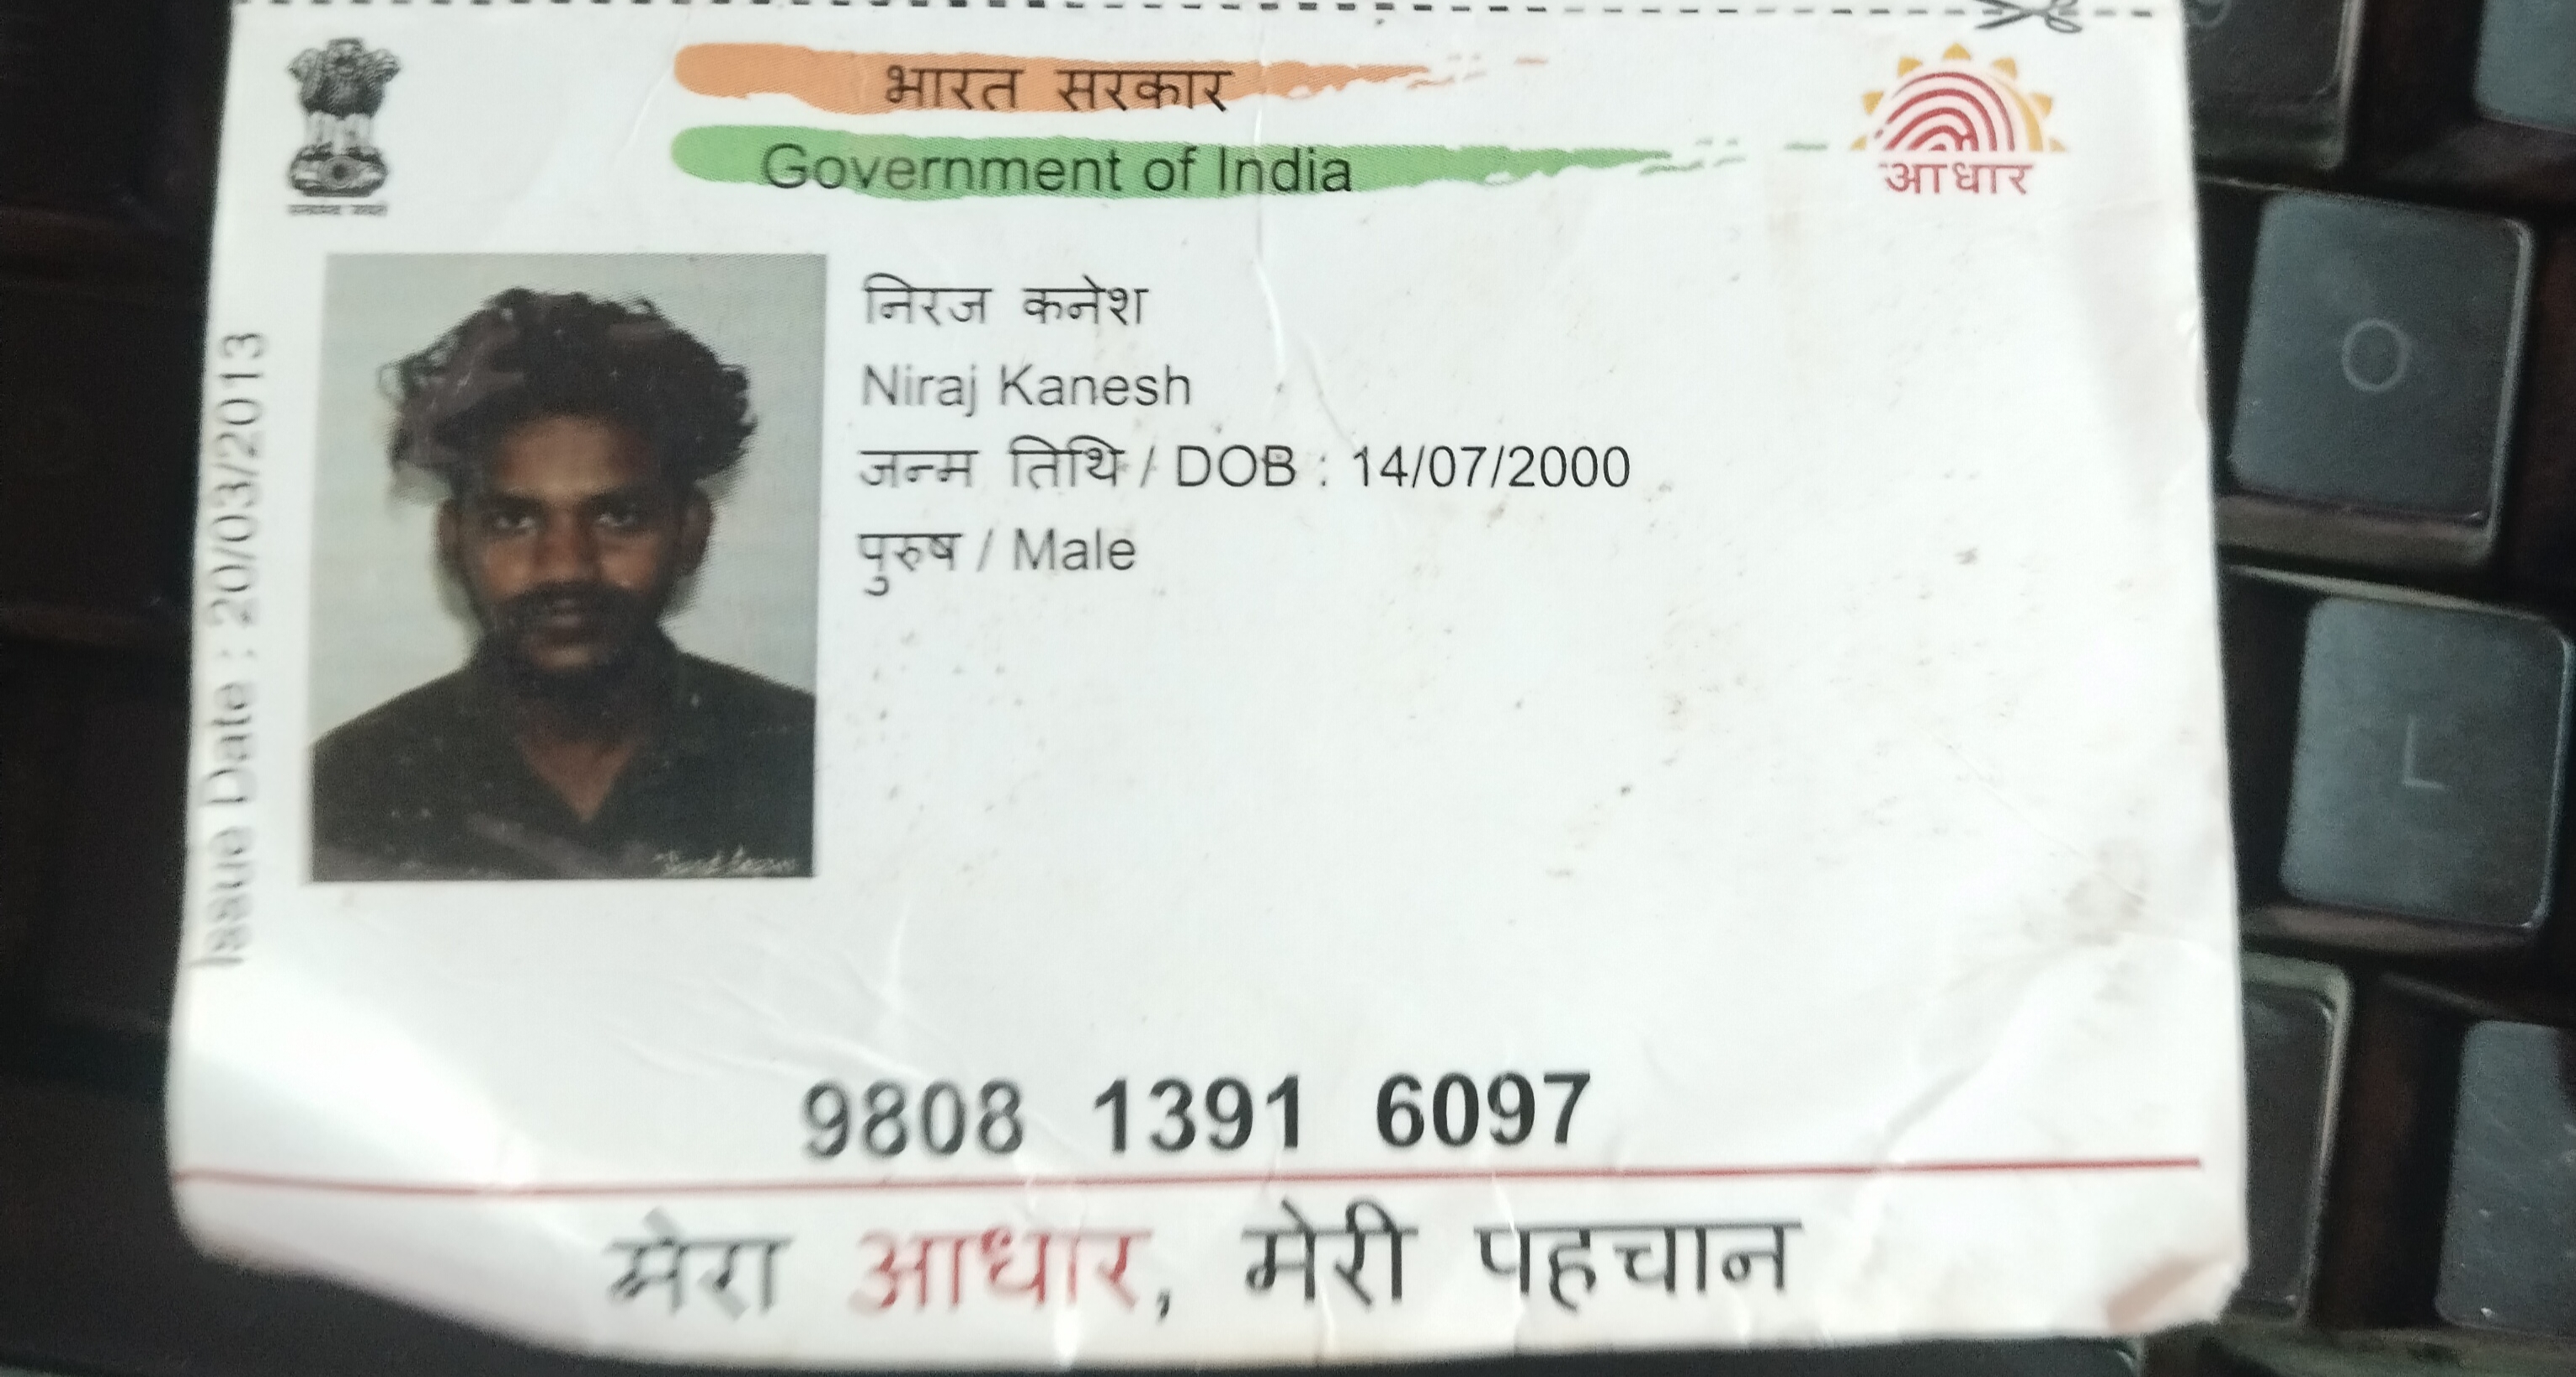 भारत सरकार
Government of India
आधार
Issue Date : 20/03/2013
निरज कनेश
Niraj Kanesh
जन्म तिथि / DOB : 14/07/2000
पुरुष / Male
9808 1391 6097
मेरा आधार, मेरी पहचान
O
L